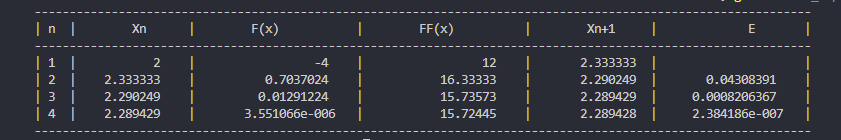 | n | Xn | F(x) | FF(x) | Xn+1 | E |
| 1 | 2 | -4 | 12 | 2.333333 | |
| 2 | 2.333333 | 0.7037024 | 16.33333 | 2.290249 | 0.04308391 |
| 3 | 2.290249 | 0.01291224 | 15.73573 | 2.289429 | 0.0008206367 |
| 4 | 2.289429 | 3.551066e-006 | 15.72445 | 2.289428 | 2.384186e-007 |